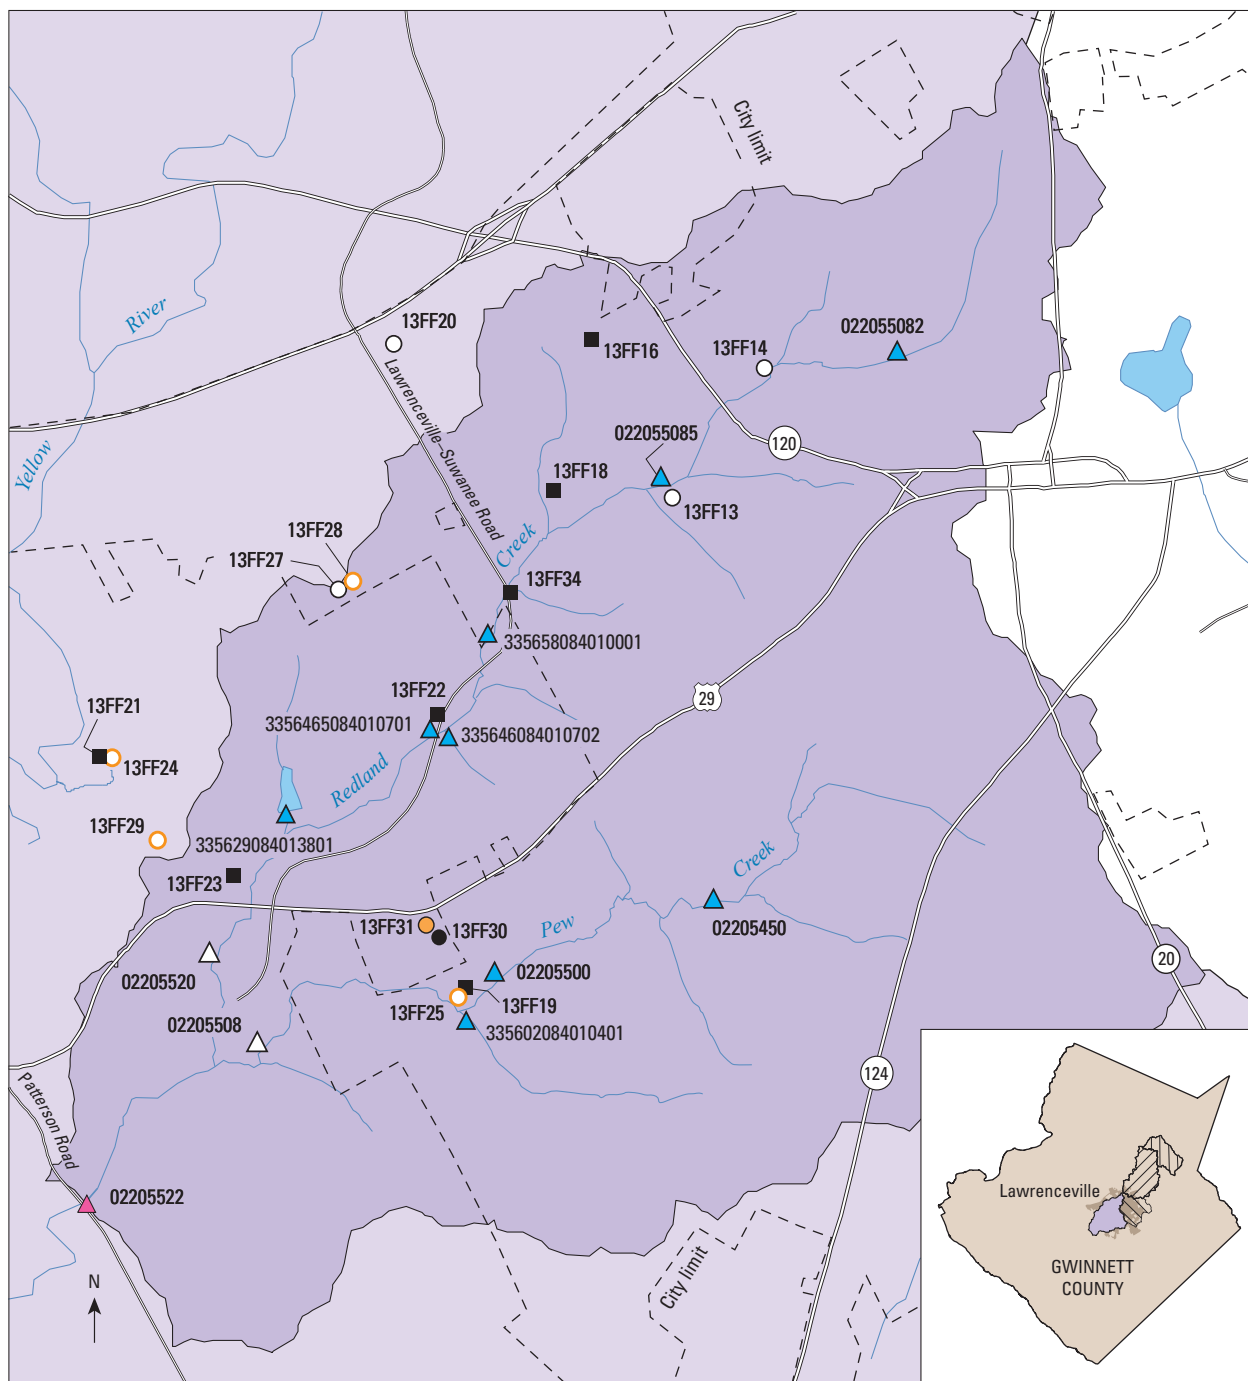 City limit
River
13FF20
022055082
13FF16
13FF14
Lawrenceville–Suwanee Road
022055085
120
Yellow
13FF18
13FF13
13FF28
Creek
13FF27
13FF34
335658084010001
29
13FF22
13FF21
3356465084010701
335646084010702
13FF24
Redland
13FF29
335629084013801
Creek
13FF23
13FF31
13FF30
Pew
02205450
02205520
02205500
20
13FF25
13FF19
02205508
335602084010401
124
Patterson Road
02205522
Lawrenceville
City limit
GWINNETT
COUNTY
N